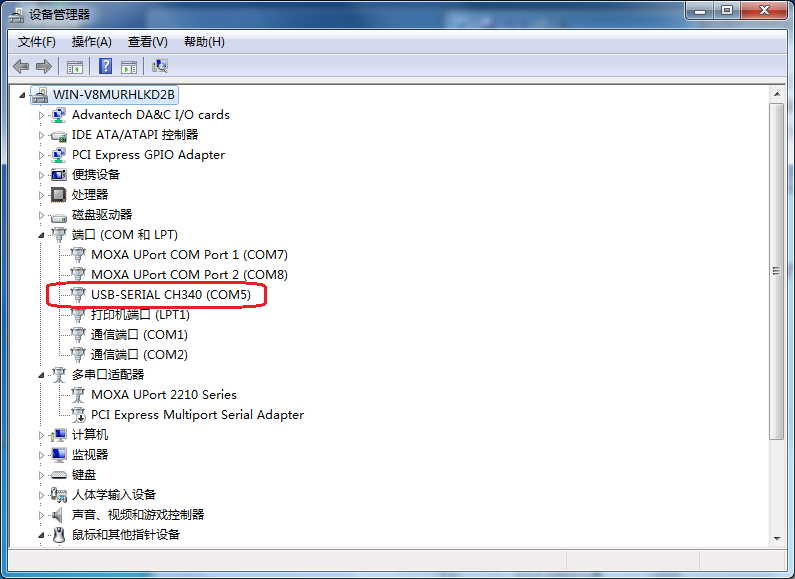 设备管理器
文件(F) 操作(A) 查看(V) 帮助(H)
WIN-V8MURHLKD2B
Advantech DA&C I/O cards
IDE ATA/ATAPI 控制器
PCI Express GPIO Adapter
便携设备
处理器
磁盘驱动器
端口 (COM 和 LPT)
MOXA UPort COM Port 1 (COM7)
MOXA UPort COM Port 2 (COM8)
USB-SERIAL CH340 (COM5)
打印机端口 (LPT1)
通信端口 (COM1)
通信端口 (COM2)
多串口适配器
MOXA UPort 2210 Series
PCI Express Multiport Serial Adapter
计算机
监视器
键盘
人体学输入设备
声音、视频和游戏控制器
鼠标和其他指针设备